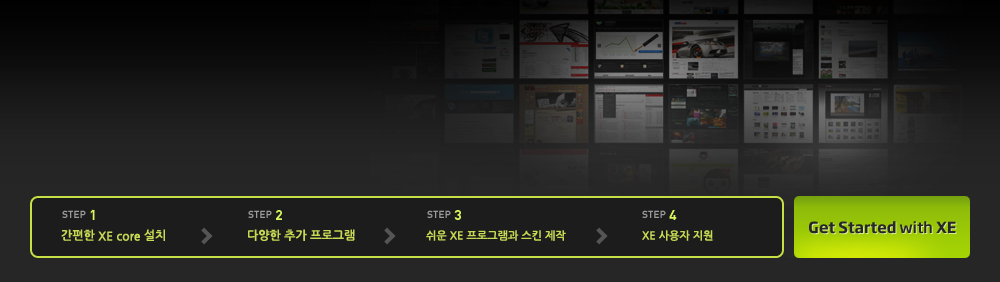 STEP 1
간편한 XE core 설치
STEP 2
다양한 추가 프로그램
STEP 3
쉬운 XE 프로그램과 스킨 제작
STEP 4
XE 사용자 지원
Get Started with XE